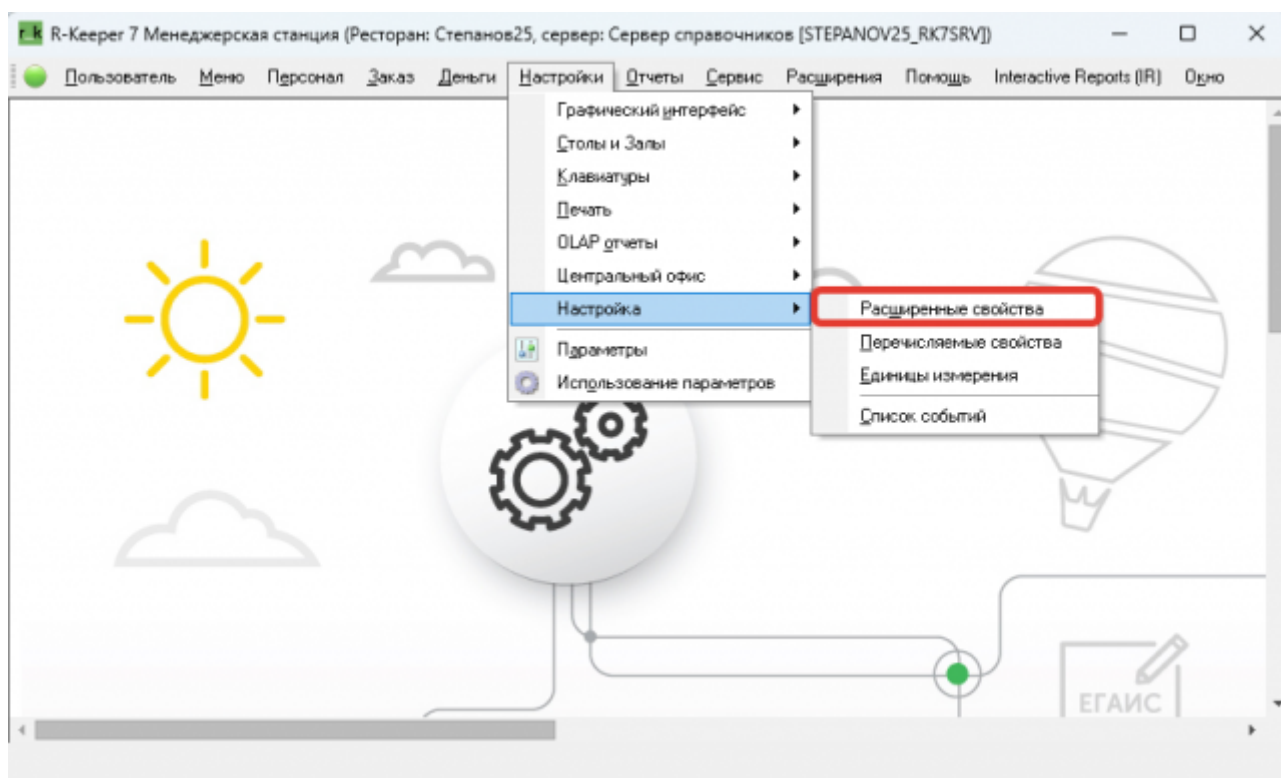 r_k R-Keeper 7 Менеджерская станция (Ресторан: Степанов25, сервер: Сервер справочников [STEPANOV25_RK7SRV])
Пользователь Меню Персонал Заказ Деньги Настройки Отчеты Сервис Расширения Помощь Interactive Reports (IR) Окно
Графический интерфейс
Столы и Залы
Клавиатуры
Печать
OLAP отчеты
Центральный офис
Настройка
Параметры
Использование параметров
Расширенные свойства
Перечисляемые свойства
Единицы измерения
Список событий
ЕГАИС